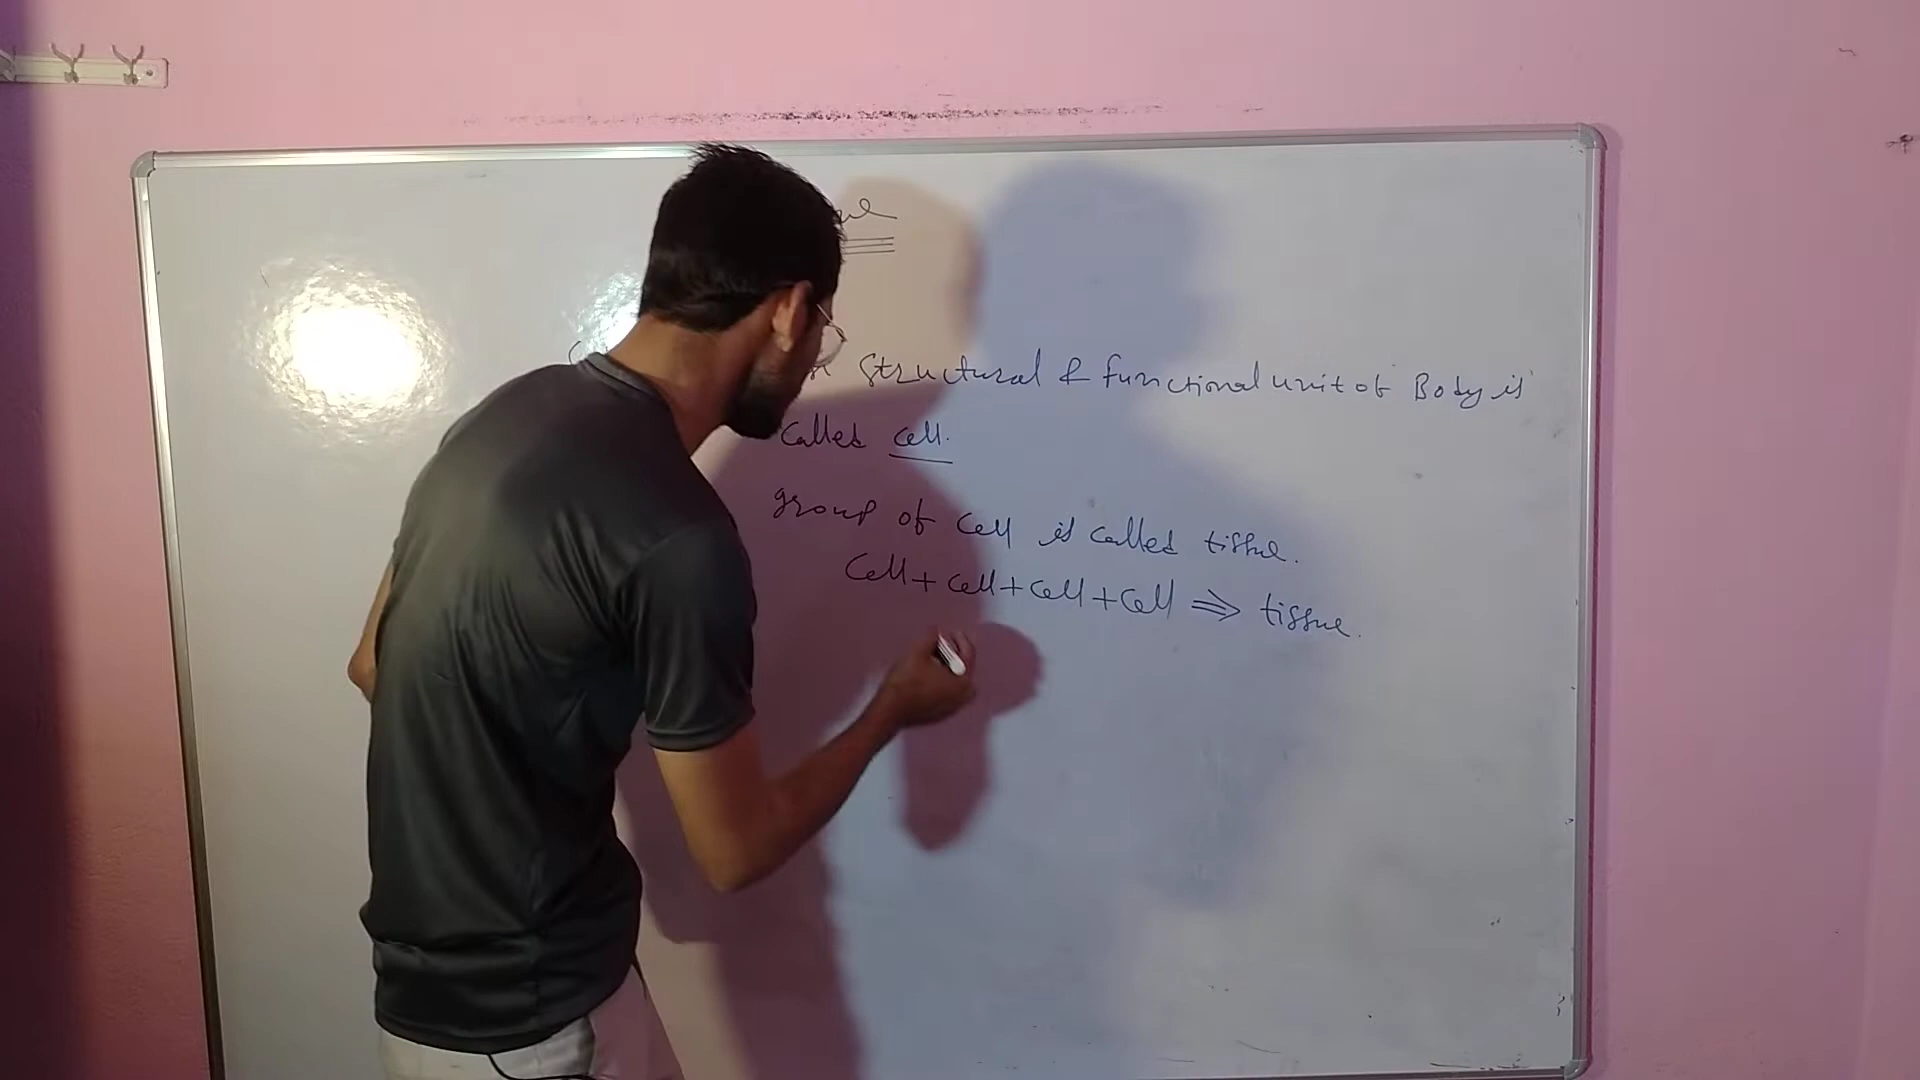 Structural & functional unit of Body is
called cell.
group of cell is called tissue.
Cell + cell + cell + cell ⇒ tissue.